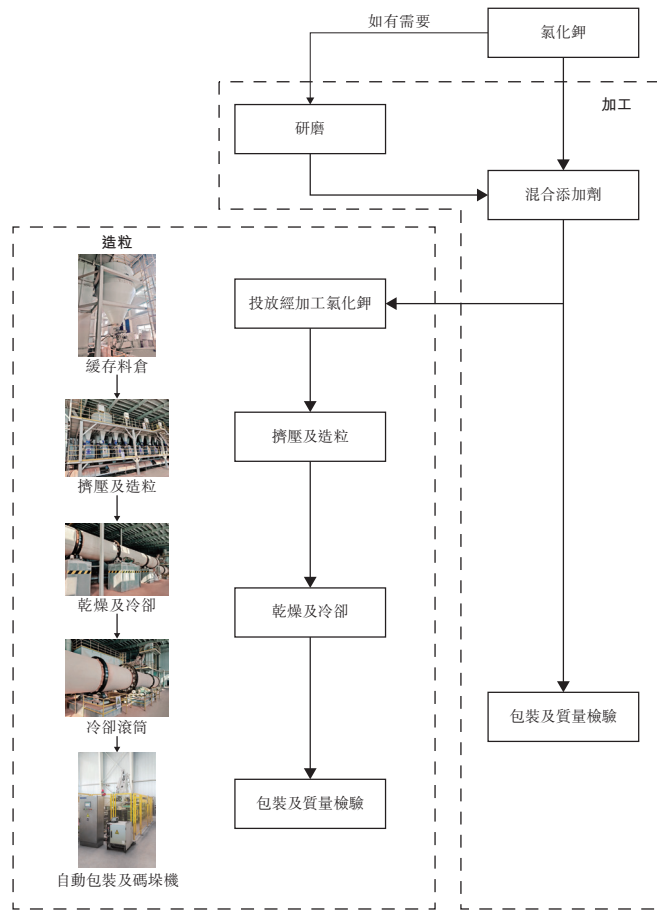 如有需要
氯化鉀
加工
研磨
混合添加劑
造粒
投放經加工氯化鉀
緩存料倉
擠壓及造粒
擠壓及造粒
乾燥及冷卻
乾燥及冷卻
冷卻滾筒
包裝及質量檢驗
包裝及質量檢驗
自動包裝及碼垛機